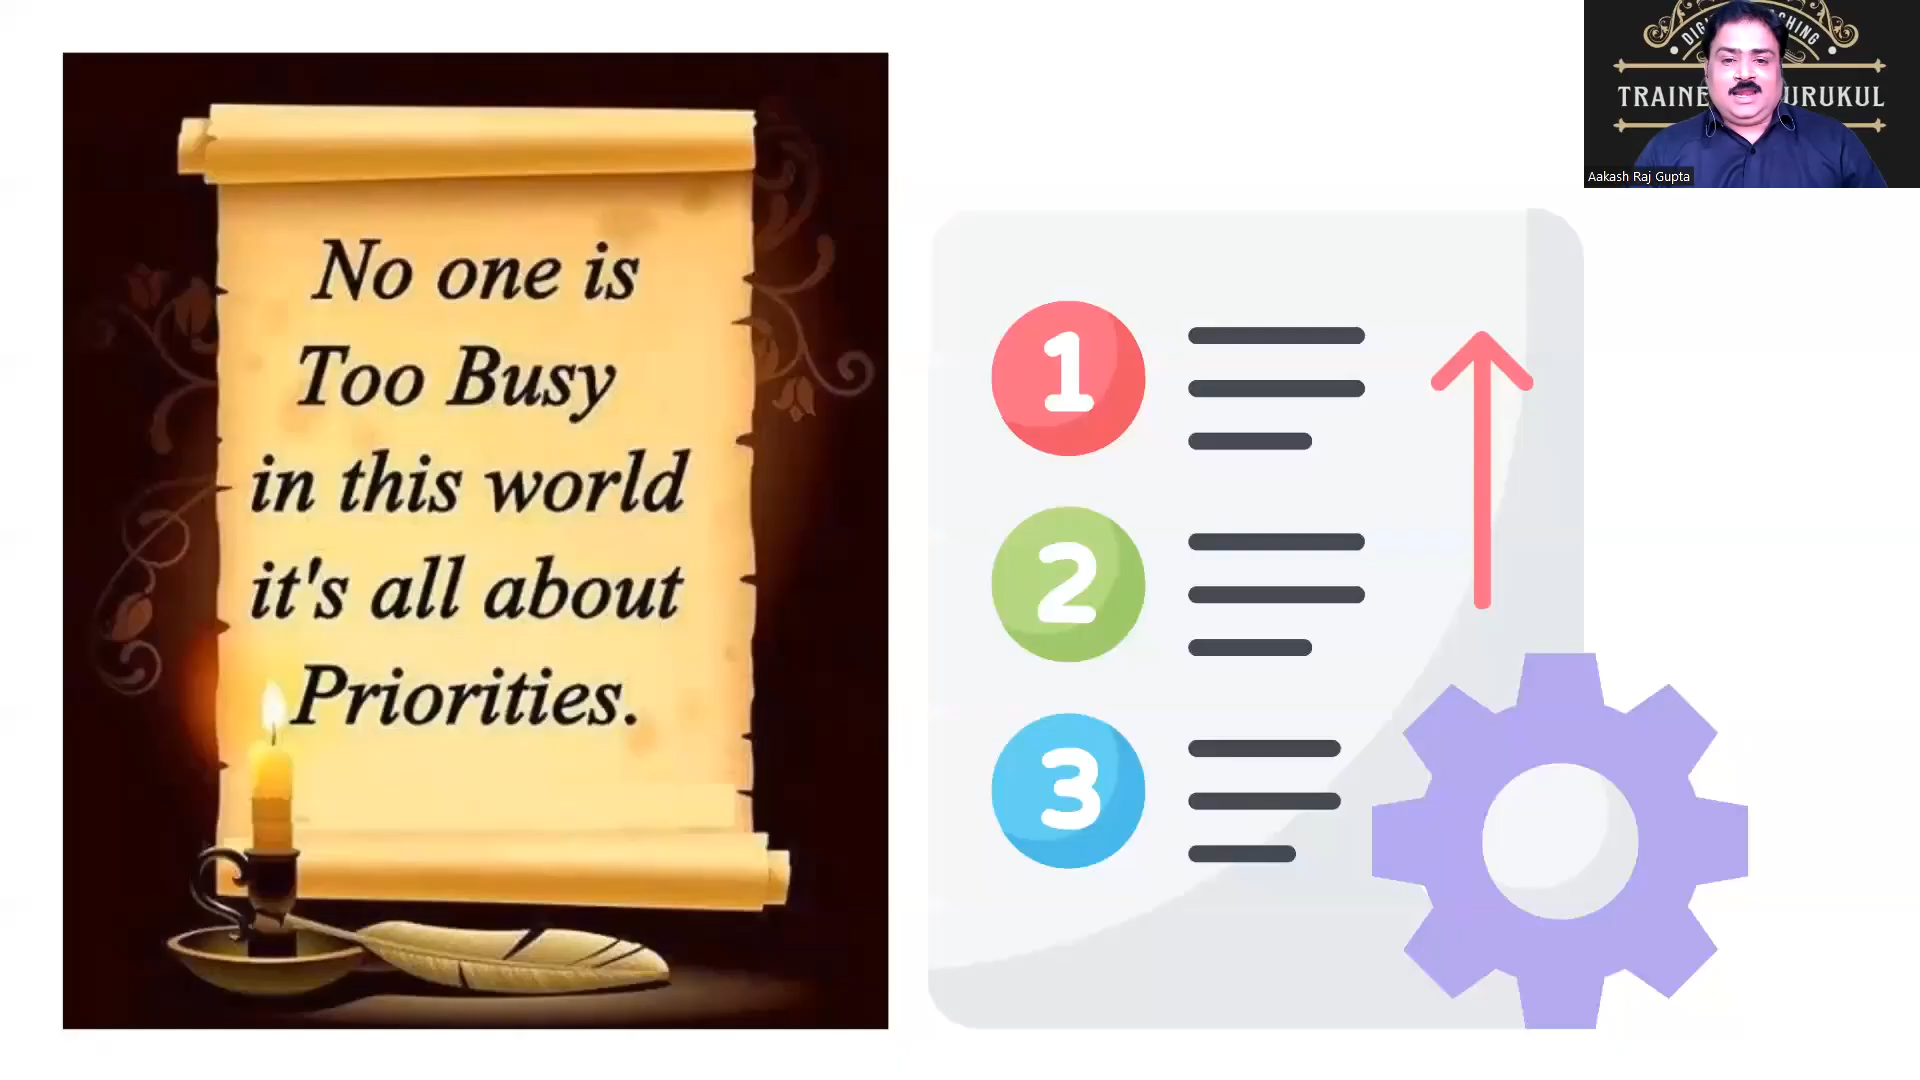 No one is
Too Busy
in this world
it's all about
Priorities.
1
2
3
TRAINE URUKUL
Aakash Raj Gupta